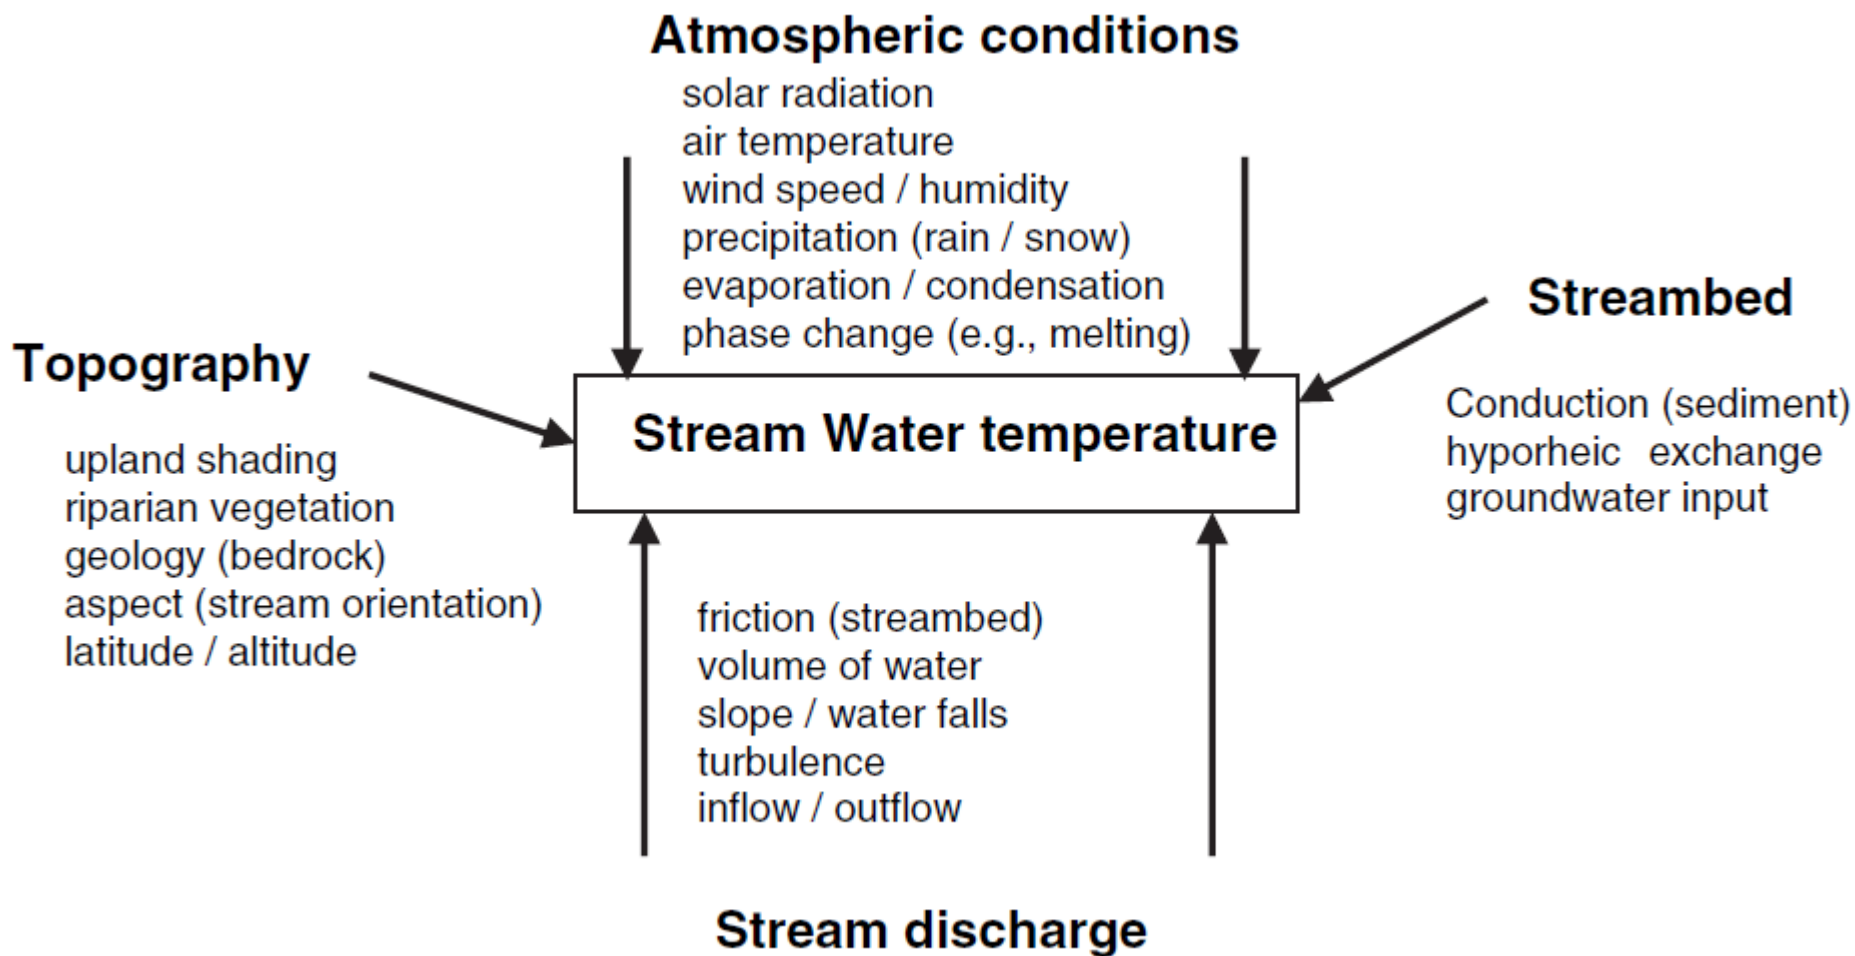 Atmospheric conditions
solar radiation
air temperature
wind speed / humidity
precipitation (rain / snow)
evaporation / condensation
phase change (e.g., melting)
Topography
upland shading
riparian vegetation
geology (bedrock)
aspect (stream orientation)
latitude / altitude
Stream Water temperature
Streambed
Conduction (sediment)
hyporheic exchange
groundwater input
friction (streambed)
volume of water
slope / water falls
turbulence
inflow / outflow
Stream discharge